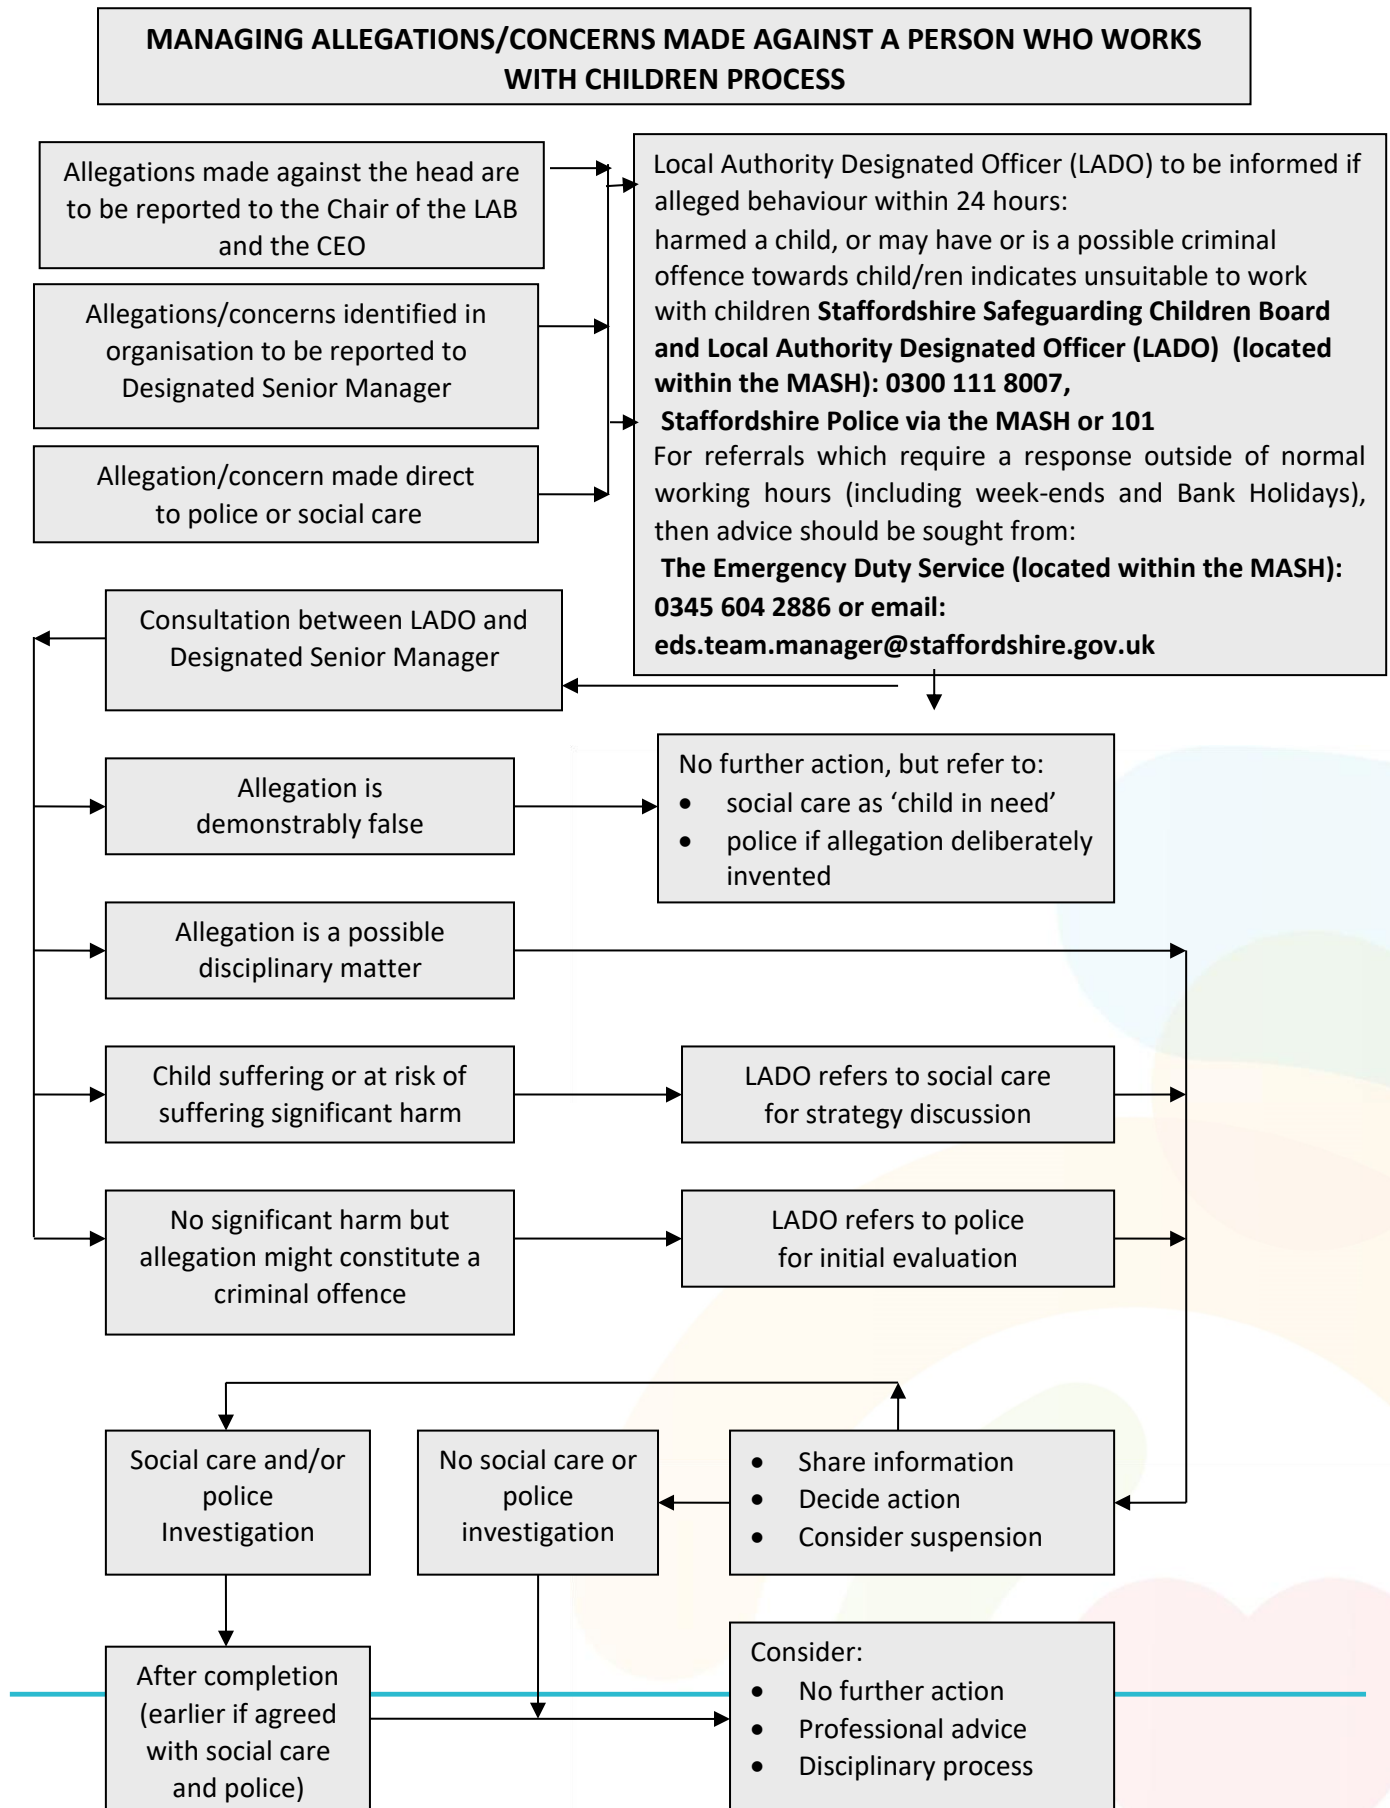 MANAGING ALLEGATIONS/CONCERNS MADE AGAINST A PERSON WHO WORKS
WITH CHILDREN PROCESS
Allegations made against the head are
to be reported to the Chair of the LAB
and the CEO
Allegations/concerns identified in
organisation to be reported to
Designated Senior Manager
Allegation/concern made direct
to police or social care
Local Authority Designated Officer (LADO) to be informed if
alleged behaviour within 24 hours:
harmed a child, or may have or is a possible criminal
offence towards child/ren indicates unsuitable to work
with children Staffordshire Safeguarding Children Board
and Local Authority Designated Officer (LADO) (located
within the MASH): 0300 111 8007,
Staffordshire Police via the MASH or 101
For referrals which require a response outside of normal
working hours (including week-ends and Bank Holidays),
then advice should be sought from:
The Emergency Duty Service (located within the MASH):
0345 604 2886 or email:
eds.team.manager@staffordshire.gov.uk
Consultation between LADO and
Designated Senior Manager
Allegation is
demonstrably false
No further action, but refer to:
• social care as ‘child in need’
• police if allegation deliberately
invented
Allegation is a possible
disciplinary matter
Child suffering or at risk of
suffering significant harm
LADO refers to social care
for strategy discussion
No significant harm but
allegation might constitute a
criminal offence
LADO refers to police
for initial evaluation
Social care and/or
police
Investigation
No social care or
police
investigation
• Share information
• Decide action
• Consider suspension
After completion
(earlier if agreed
with social care
and police)
Consider:
• No further action
• Professional advice
• Disciplinary process